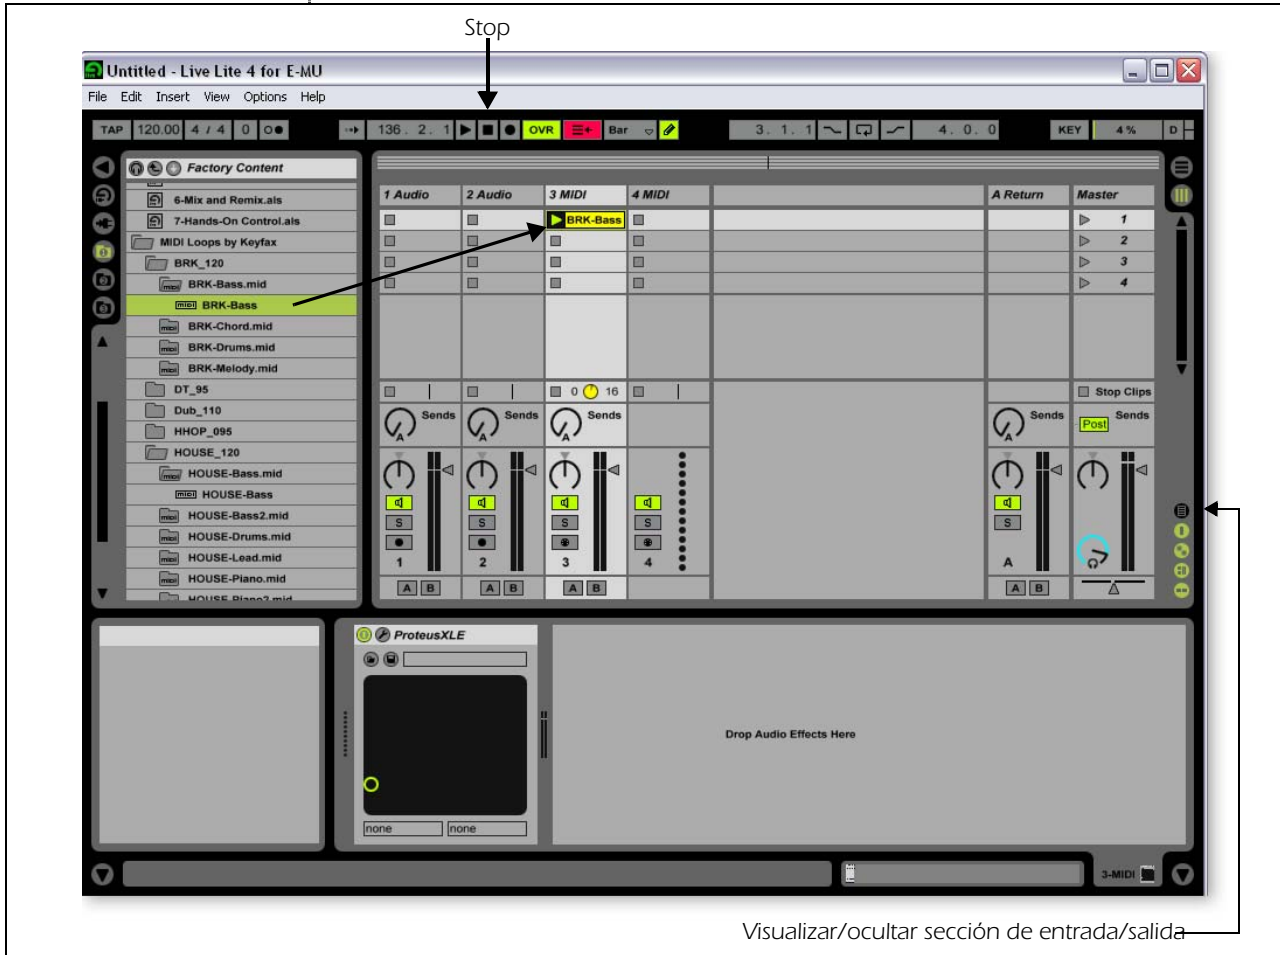 Stop
Untitled - Live Lite 4 for E-MU
File Edit Insert View Options Help
TAP 120.00 4 / 4 0 136. 2. 1 OVR Bar 3. 1. 1 4. 0. 0 KEY 4 % D
Factory Content
6-Mix and Remix.als
7-Hands-On Control.als
MIDI Loops by Keyfax
BRK_120
BRK-Bass.mid
BRK-Bass
BRK-Chord.mid
BRK-Drums.mid
BRK-Melody.mid
DT_95
Dub_110
HHOP_095
HOUSE_120
HOUSE-Bass.mid
HOUSE-Bass
HOUSE-Bass2.mid
HOUSE-Drums.mid
HOUSE-Lead.mid
HOUSE-Piano.mid
HOUSE-Piano2.mid
1 Audio 2 Audio 3 MIDI 4 MIDI A Return Master
BRK-Bass 1
2
3
4
0 16 Stop Clips
Sends Sends Sends Sends Post Sends
A A A A
S S S S S
1 2 3 4 A
A B A B A B A B
ProteusXLE
none none
Drop Audio Effects Here
3-MIDI
Visualizar/ocultar sección de entrada/salida